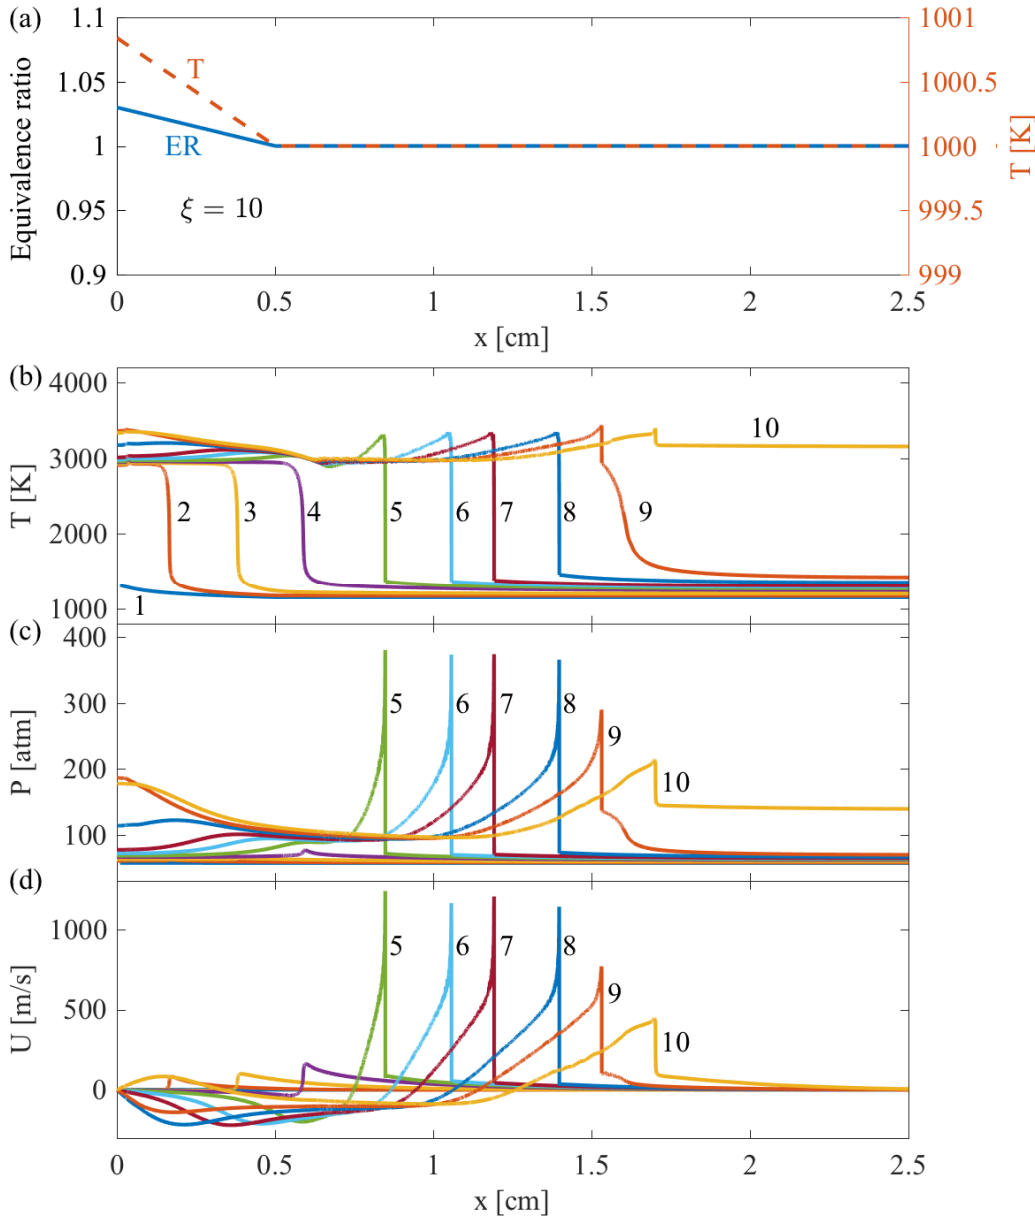 (a)
1.1
1.05
1
0.95
0.9
Equivalence ratio
T
ER
ξ = 10
1001
1000.5
1000
999.5
999
T [K]
0 0.5 1 1.5 2 2.5
x [cm]
(b)
4000
3000
2000
1000
T [K]
1 2 3 4 5 6 7 8 9 10
(c)
400
300
200
100
P [atm]
5 6 7 8 9 10
(d)
1000
500
0
U [m/s]
5 6 7 8 9 10
0 0.5 1 1.5 2 2.5
x [cm]